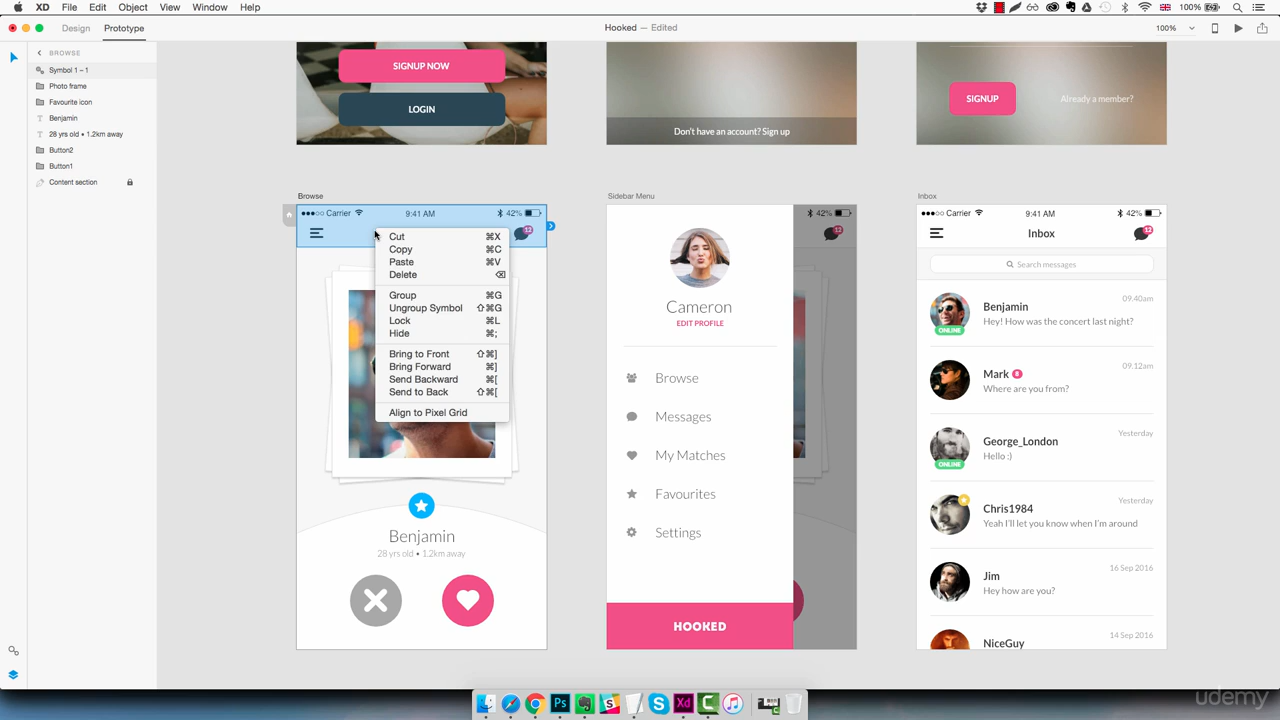 XD File Edit Object View Window Help 100%
Design Prototype Hooked — Edited 100%
BROWSE
Symbol 1 – 1
Photo frame
Favourite icon
Benjamin
28 yrs old • 1.2km away
Button2
Button1
Content section
SIGNUP NOW
LOGIN
Don't have an account? Sign up
SIGNUP
Already a member?
Browse
Carrier 9:41 AM 42%
12
Cut ⌘X
Copy ⌘C
Paste ⌘V
Delete ⌫
Group ⌘G
Ungroup Symbol ⇧⌘G
Lock ⌘L
Hide ⌘;
Bring to Front ⇧⌘]
Bring Forward ⌘]
Send Backward ⌘[
Send to Back ⇧⌘[
Align to Pixel Grid
Benjamin
28 yrs old • 1.2km away
Sidebar Menu
42%
12
Cameron
EDIT PROFILE
Browse
Messages
My Matches
Favourites
Settings
HOOKED
Inbox
Carrier 9:41 AM 42%
Inbox 12
Search messages
Benjamin 09.40am
Hey! How was the concert last night?
ONLINE
Mark 8 09.12am
Where are you from?
George_London Yesterday
Hello :)
ONLINE
Chris1984 Yesterday
Yeah I'll let you know when I'm around
Jim 16 Sep 2016
Hey how are you?
NiceGuy 14 Sep 2016
Ps
S
Xd
C
udemy